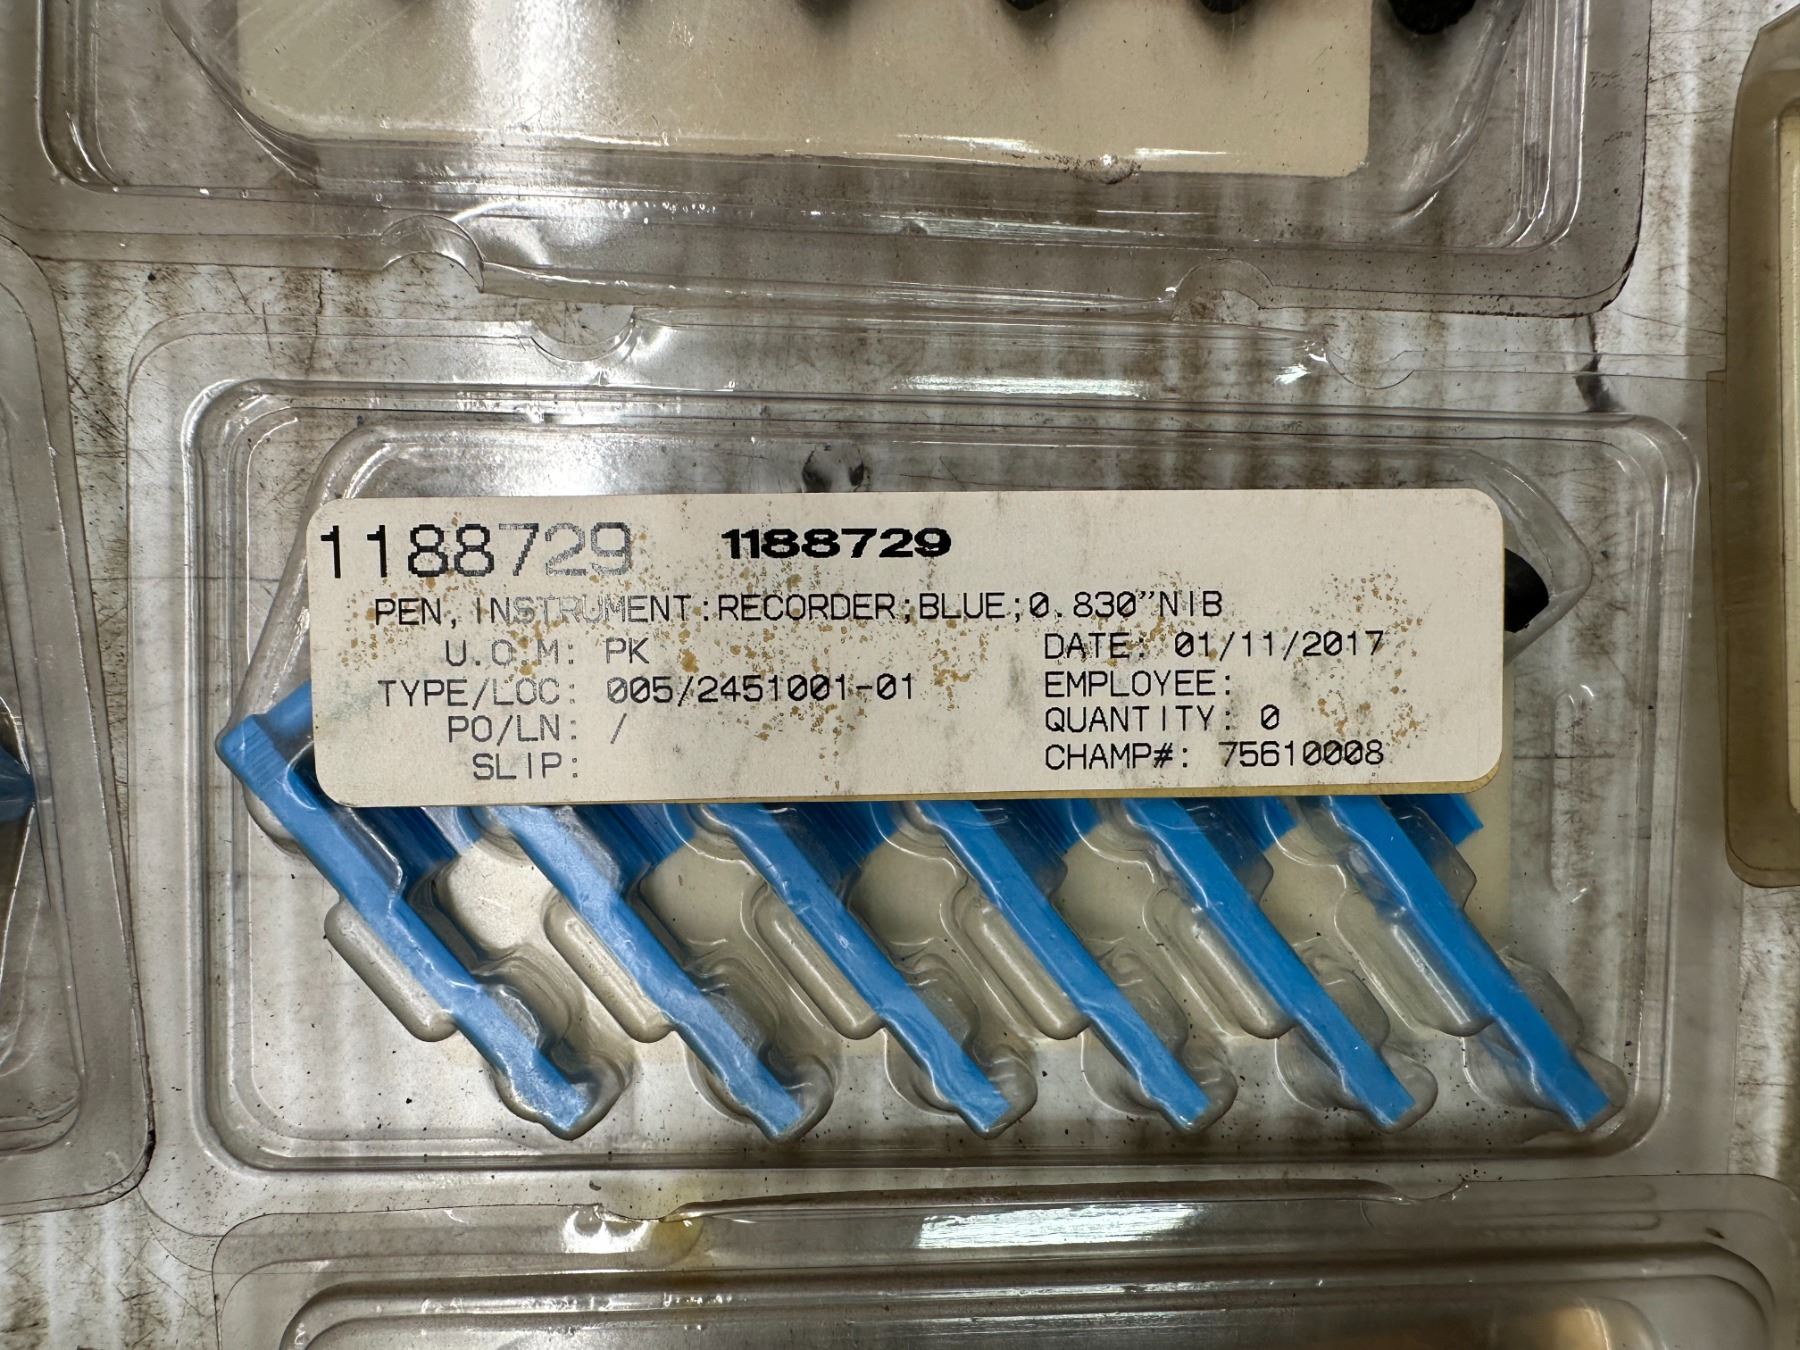 1188729 1188729
PEN, INSTRUMENT:RECORDER;BLUE;0.830"NIB
U.O.M: PK DATE: 01/11/2017
TYPE/LOC: 005/2451001-01 EMPLOYEE:
PO/LN: / QUANTITY: 0
SLIP: CHAMP#: 75610008